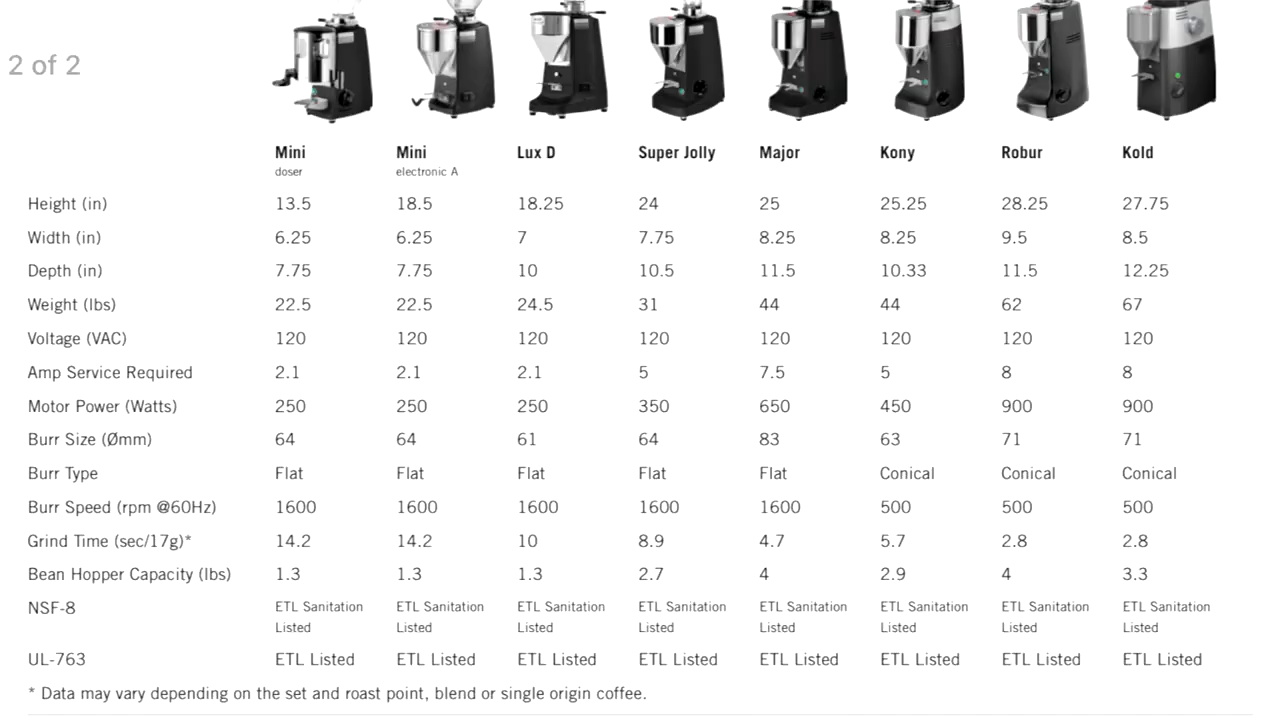 2 of 2
Mini Mini Lux D Super Jolly Major Kony Robur Kold
doser electronic A
Height (in) 13.5 18.5 18.25 24 25 25.25 28.25 27.75
Width (in) 6.25 6.25 7 7.75 8.25 8.25 9.5 8.5
Depth (in) 7.75 7.75 10 10.5 11.5 10.33 11.5 12.25
Weight (lbs) 22.5 22.5 24.5 31 44 44 62 67
Voltage (VAC) 120 120 120 120 120 120 120 120
Amp Service Required 2.1 2.1 2.1 5 7.5 5 8 8
Motor Power (Watts) 250 250 250 350 650 450 900 900
Burr Size (Ømm) 64 64 61 64 83 63 71 71
Burr Type Flat Flat Flat Flat Flat Conical Conical Conical
Burr Speed (rpm @60Hz) 1600 1600 1600 1600 1600 500 500 500
Grind Time (sec/17g)* 14.2 14.2 10 8.9 4.7 5.7 2.8 2.8
Bean Hopper Capacity (lbs) 1.3 1.3 1.3 2.7 4 2.9 4 3.3
NSF-8 ETL Sanitation ETL Sanitation ETL Sanitation ETL Sanitation ETL Sanitation ETL Sanitation ETL Sanitation ETL Sanitation
Listed Listed Listed Listed Listed Listed Listed Listed
UL-763 ETL Listed ETL Listed ETL Listed ETL Listed ETL Listed ETL Listed ETL Listed ETL Listed
* Data may vary depending on the set and roast point, blend or single origin coffee.